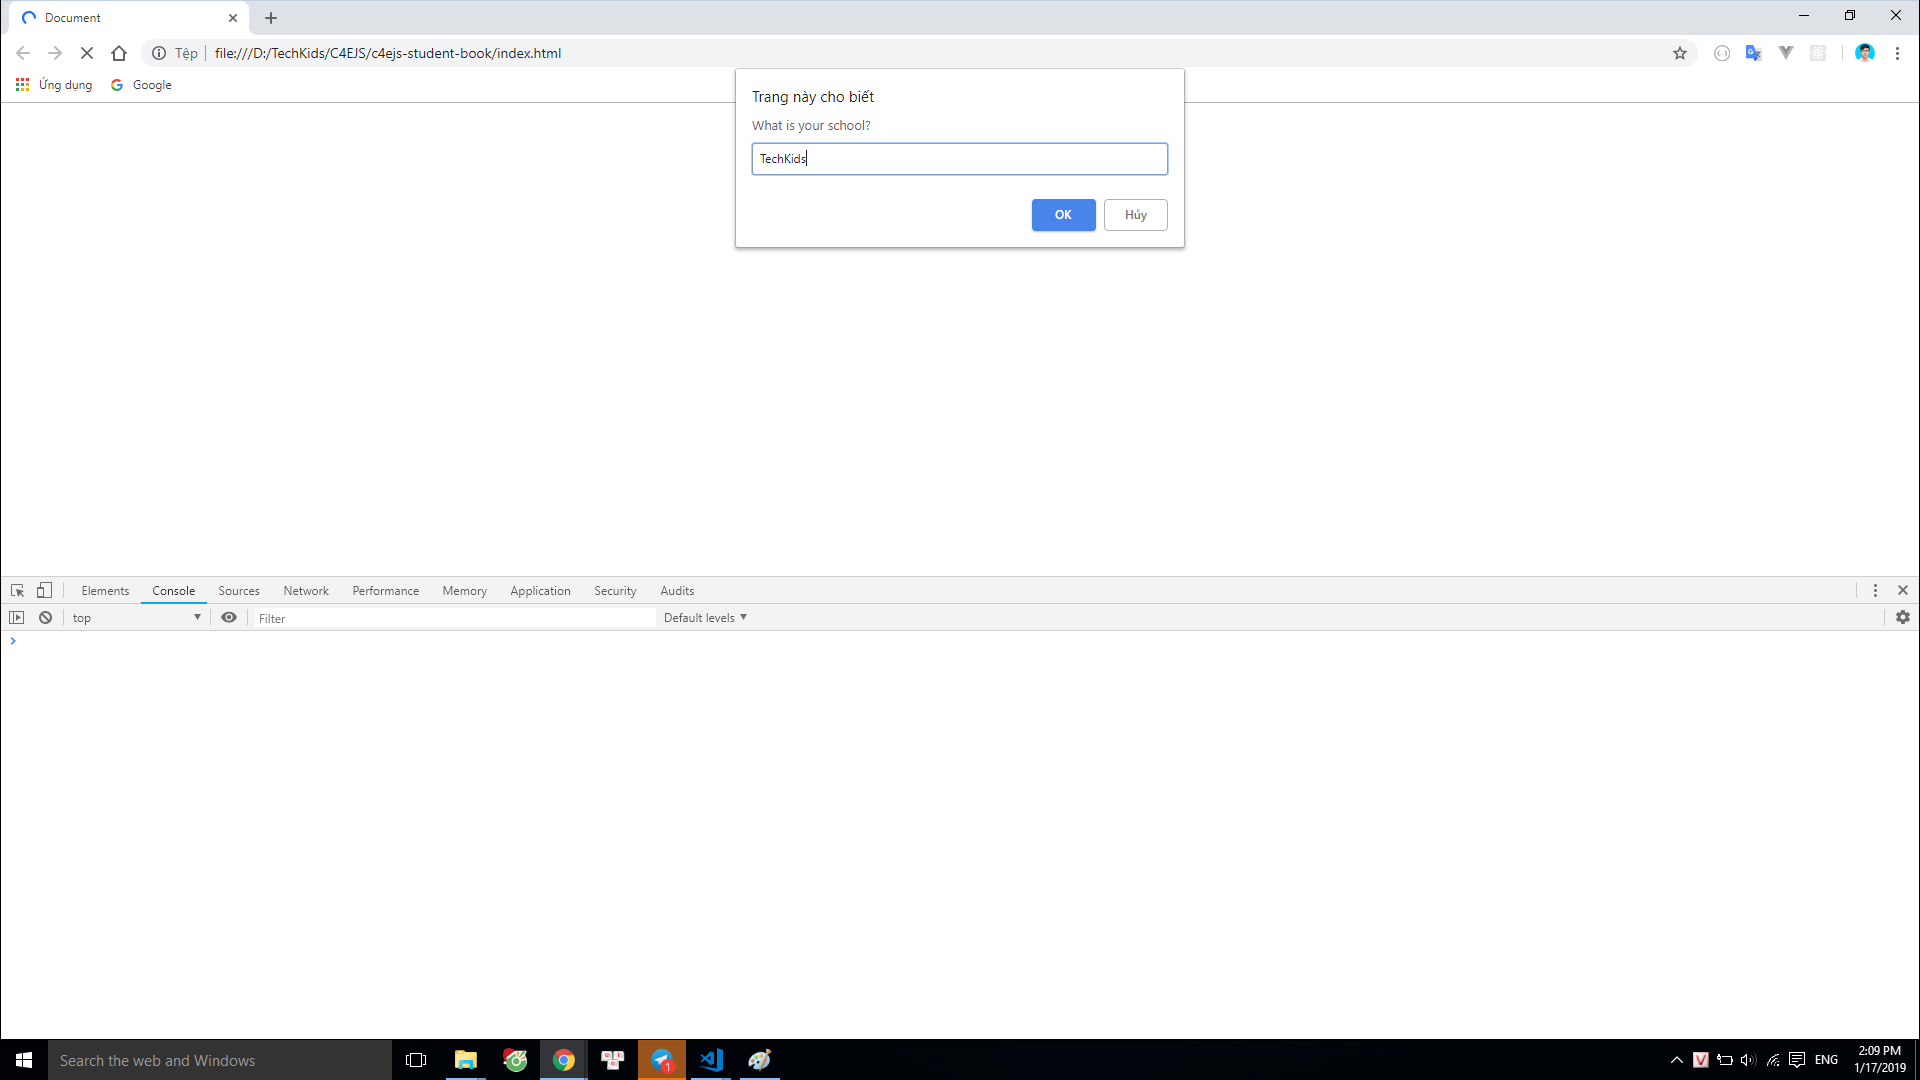 Document
Tệp file:///D:/TechKids/C4EJS/c4ejs-student-book/index.html
Ứng dụng Google
Trang này cho biết
What is your school?
TechKids
OK Hủy
Elements Console Sources Network Performance Memory Application Security Audits
top Filter Default levels
Search the web and Windows
1
ENG
2:09 PM
1/17/2019